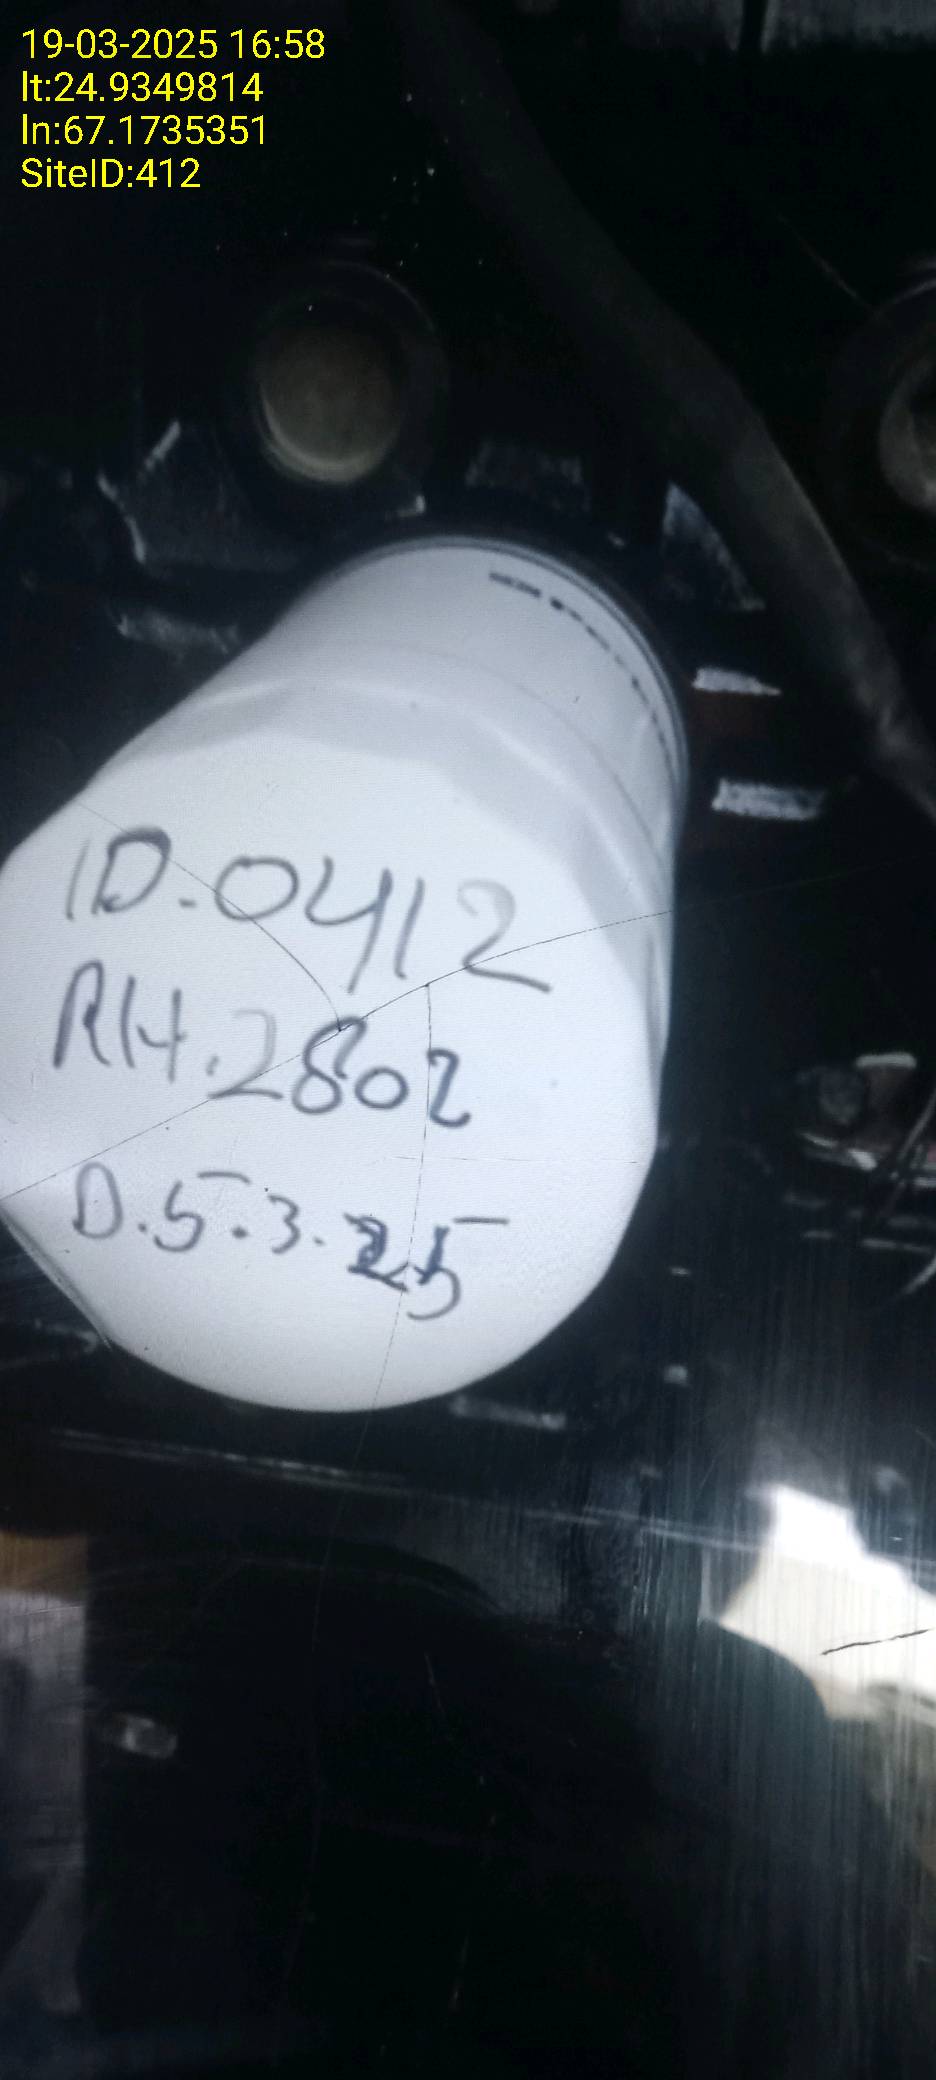 19-03-2025 16:58
lt:24.9349814
ln:67.1735351
SiteID:412
ID.0412
RH.2802
D.5.3.25